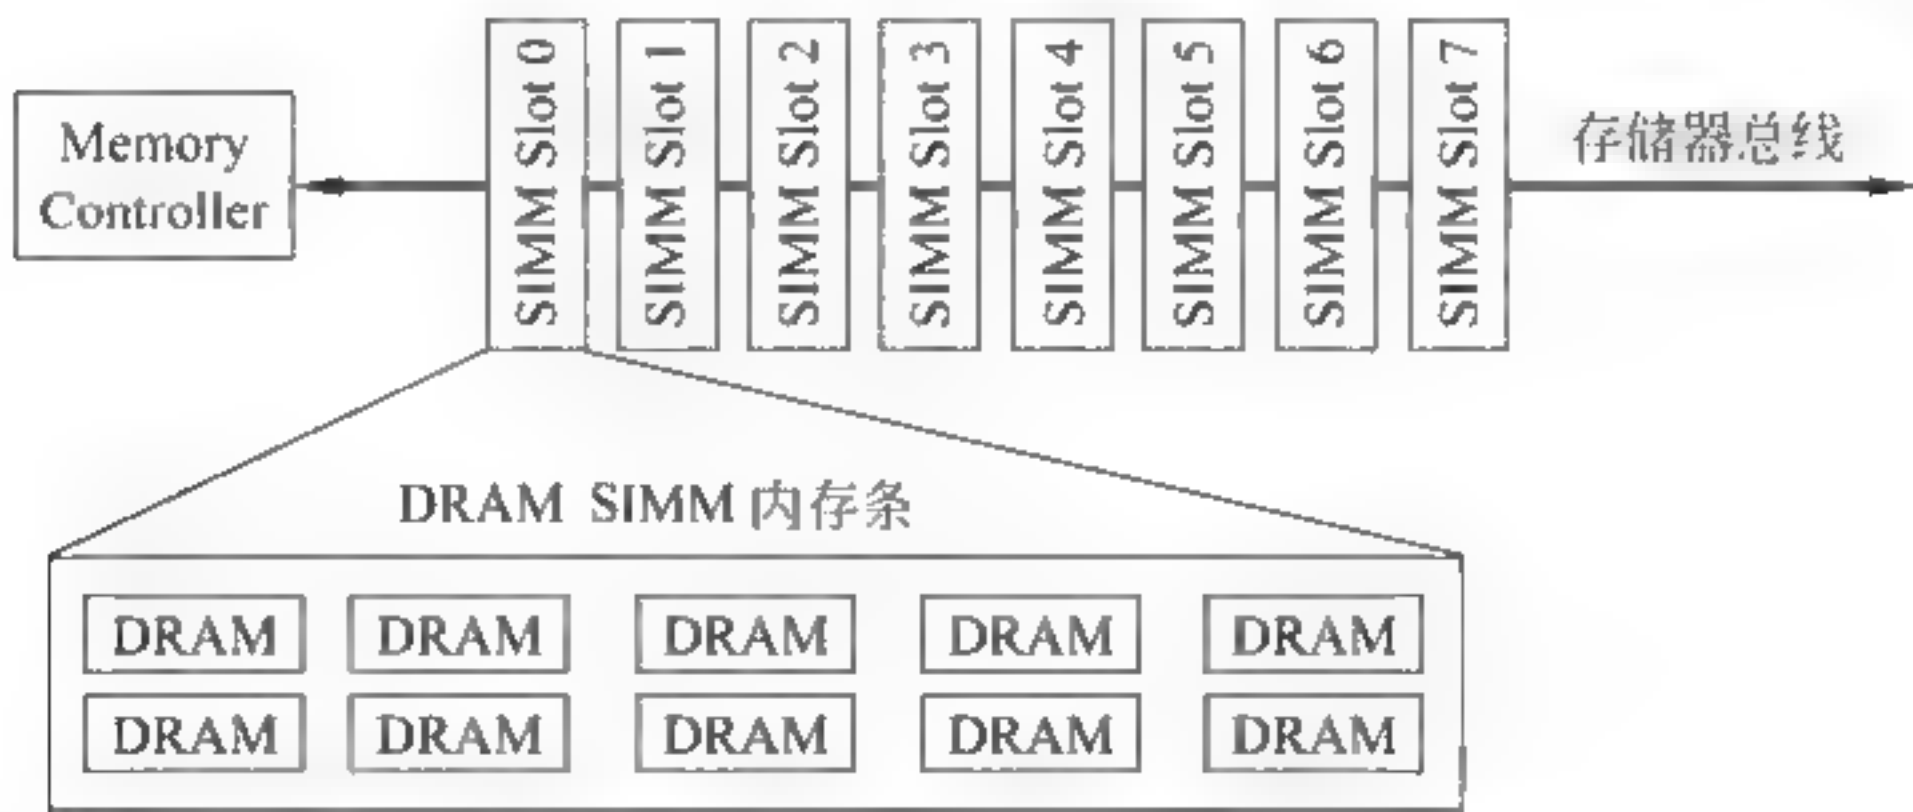 Memory
Controller
SIMM Slot 0
SIMM Slot 1
SIMM Slot 2
SIMM Slot 3
SIMM Slot 4
SIMM Slot 5
SIMM Slot 6
SIMM Slot 7
存储器总线
DRAM SIMM 内存条
DRAM DRAM DRAM DRAM DRAM
DRAM DRAM DRAM DRAM DRAM